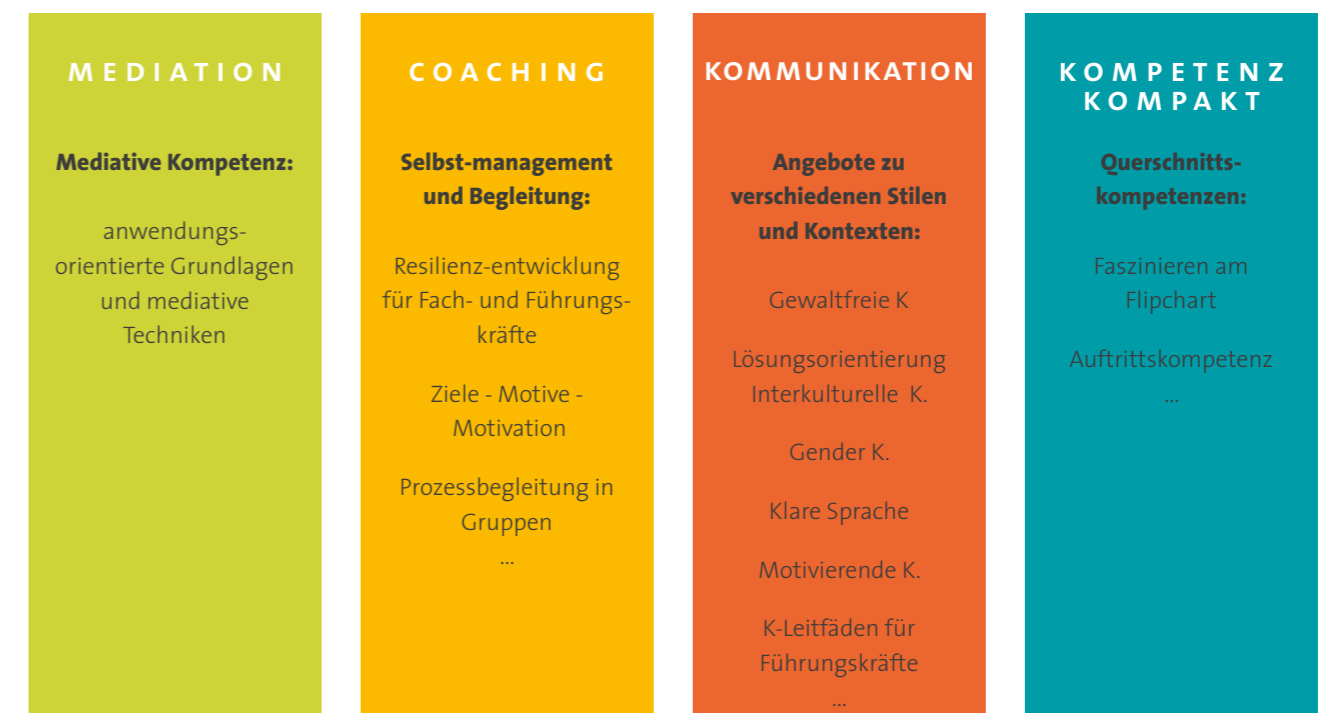 MEDIATION
Mediative Kompetenz:
anwendungs-
orientierte Grundlagen
und mediative
Techniken
COACHING
Selbst-management
und Begleitung:
Resilienz-entwicklung
für Fach- und Führungs-
kräfte
Ziele - Motive -
Motivation
Prozessbegleitung in
Gruppen
...
KOMMUNIKATION
Angebote zu
verschiedenen Stilen
und Kontexten:
Gewaltfreie K
Lösungsorientierung
Interkulturelle K.
Gender K.
Klare Sprache
Motivierende K.
K-Leitfäden für
Führungskräfte
...
KOMPETENZ
KOMPAKT
Querschnitts-
kompetenzen:
Faszinieren am
Flipchart
Auftrittskompetenz
...